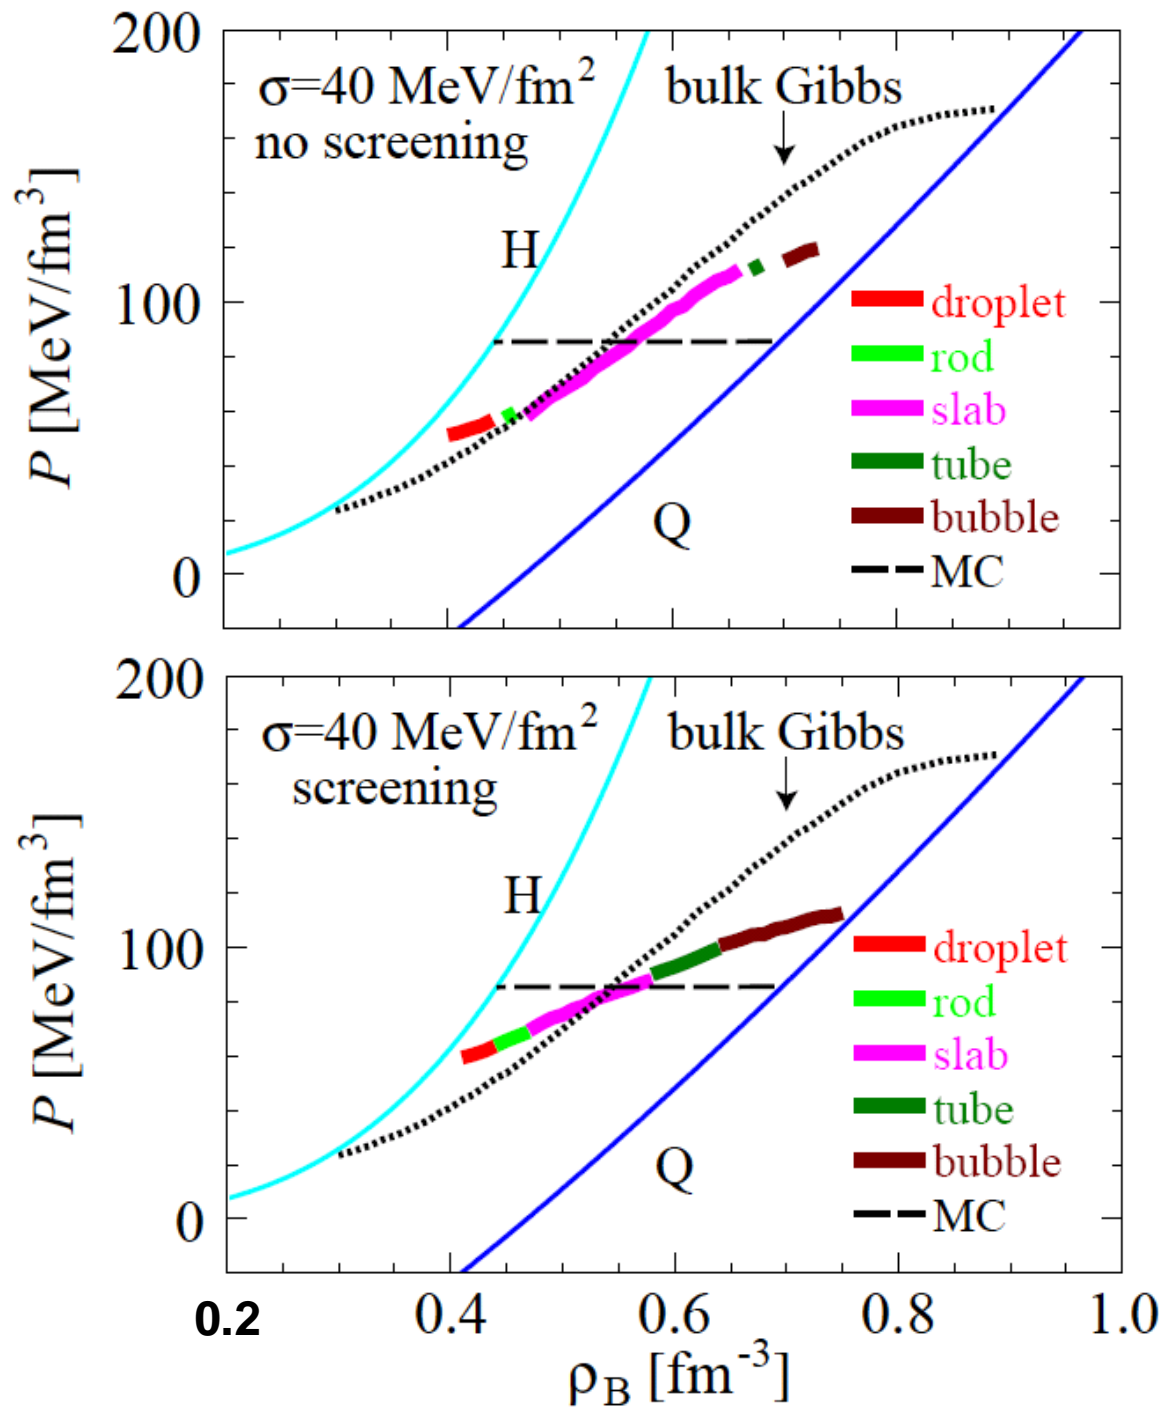 200
σ=40 MeV/fm²
bulk Gibbs
no screening
P [MeV/fm³]
H
100
droplet
rod
slab
tube
Q
bubble
0
MC
200
σ=40 MeV/fm²
bulk Gibbs
screening
P [MeV/fm³]
H
100
droplet
rod
slab
tube
Q
bubble
0
MC
0.2 0.4 0.6 0.8 1.0
ρ_B [fm⁻³]